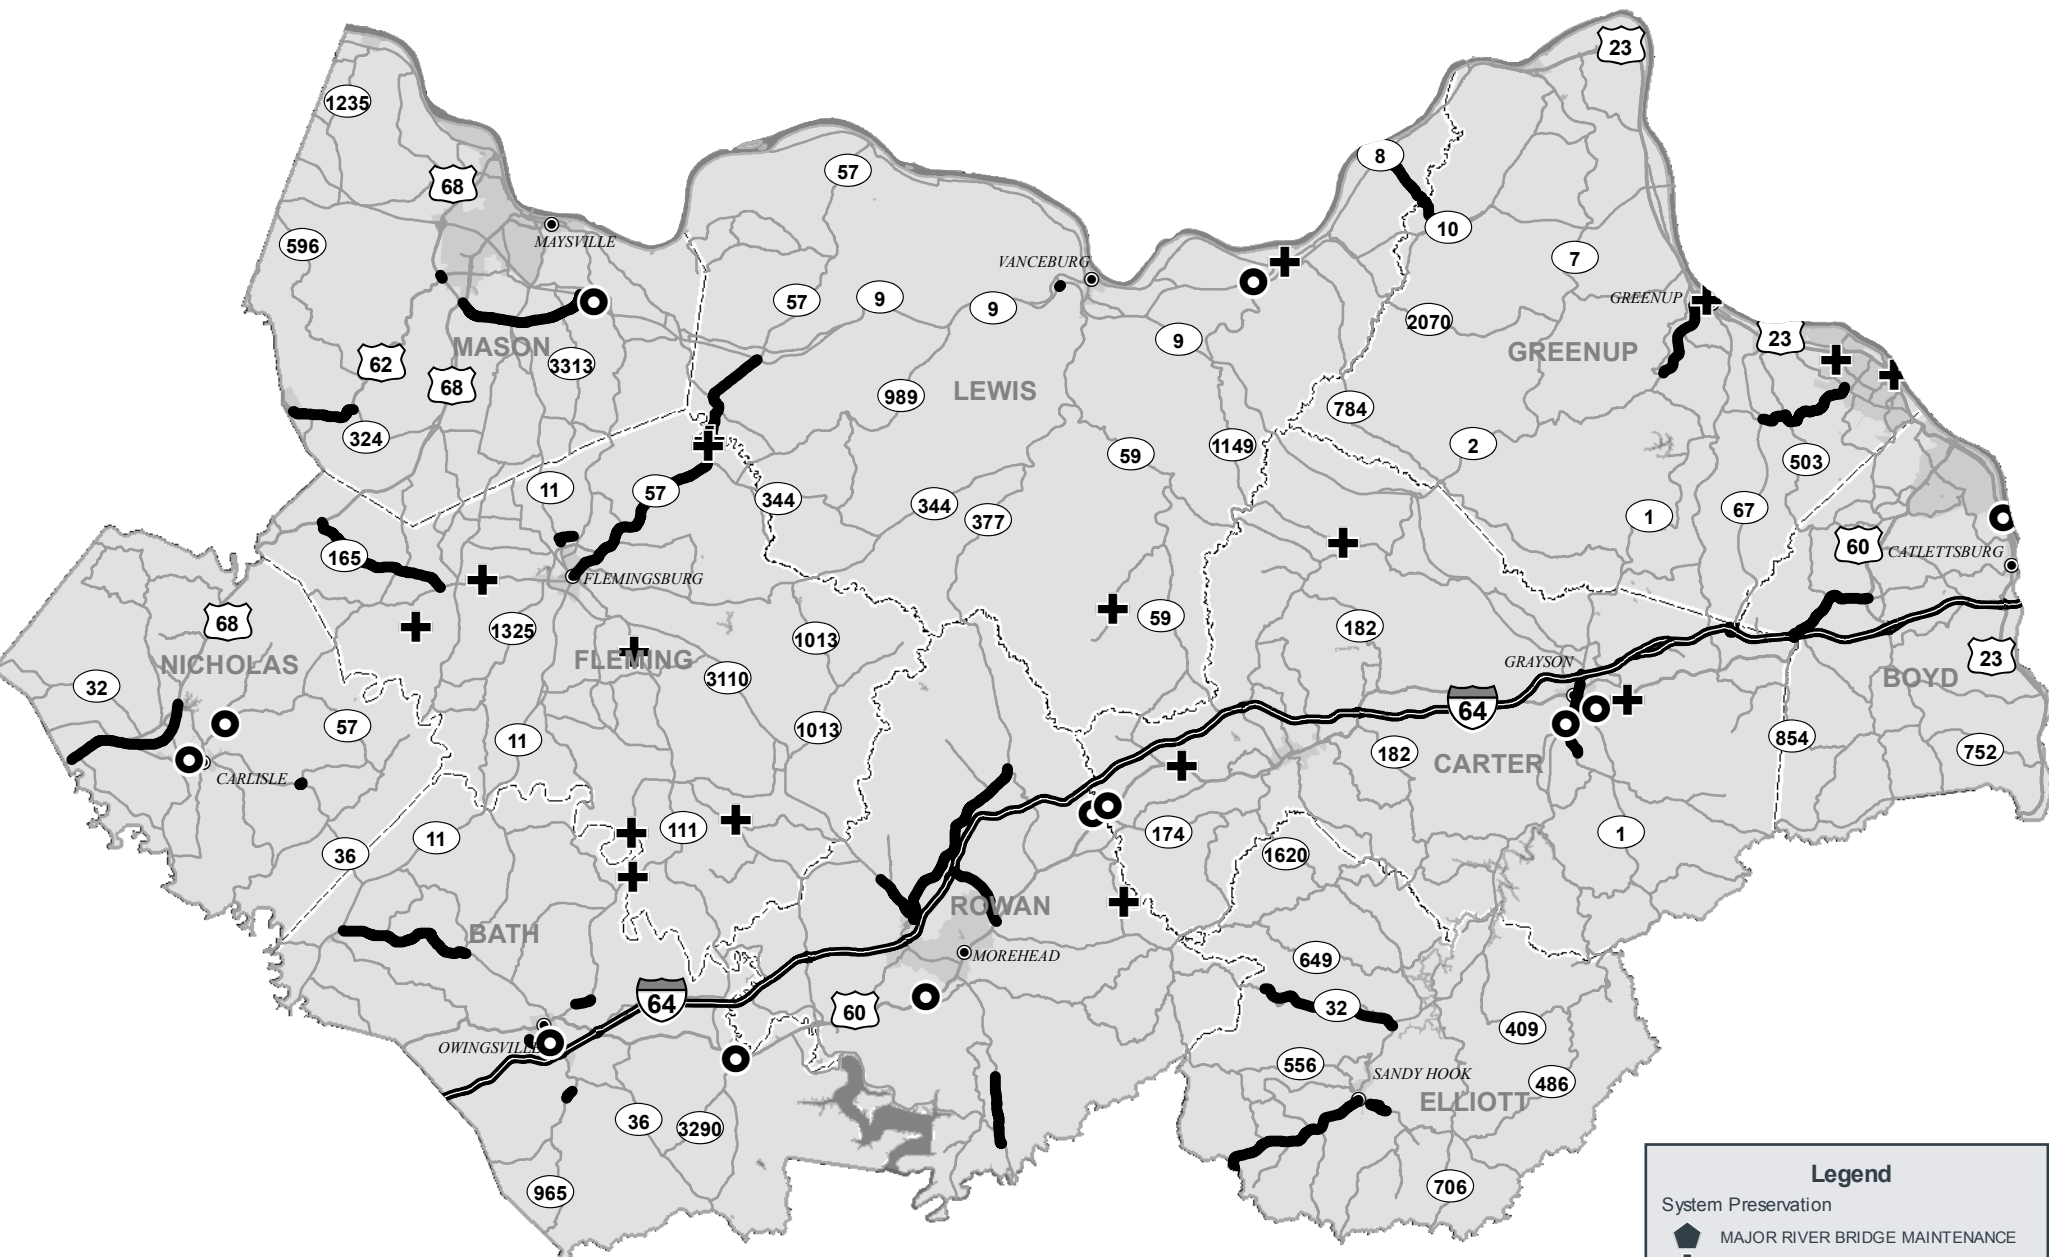 23
1235
8
57
68
10
MAYSVILLE
596
7
VANCEBURG
GREENUP
57
9
9
2070
23
9
MASON
GREENUP
62
3313
68
LEWIS
989
784
324
1149
2
59
503
11
57
344
344
377
1
67
165
60
CATLETTSBURG
FLEMINGSBURG
68
1325
1013
59
182
NICHOLAS
FLEMING
GRAYSON
23
32
3110
BOYD
64
57
1013
11
854
182
752
CARTER
CARLISLE
111
174
1
11
36
1620
ROWAN
BATH
MOREHEAD
649
64
32
60
409
OWINGSVILLE
556
SANDY HOOK
486
ELLIOTT
36
3290
965
706
Legend
System Preservation
MAJOR RIVER BRIDGE MAINTENANCE